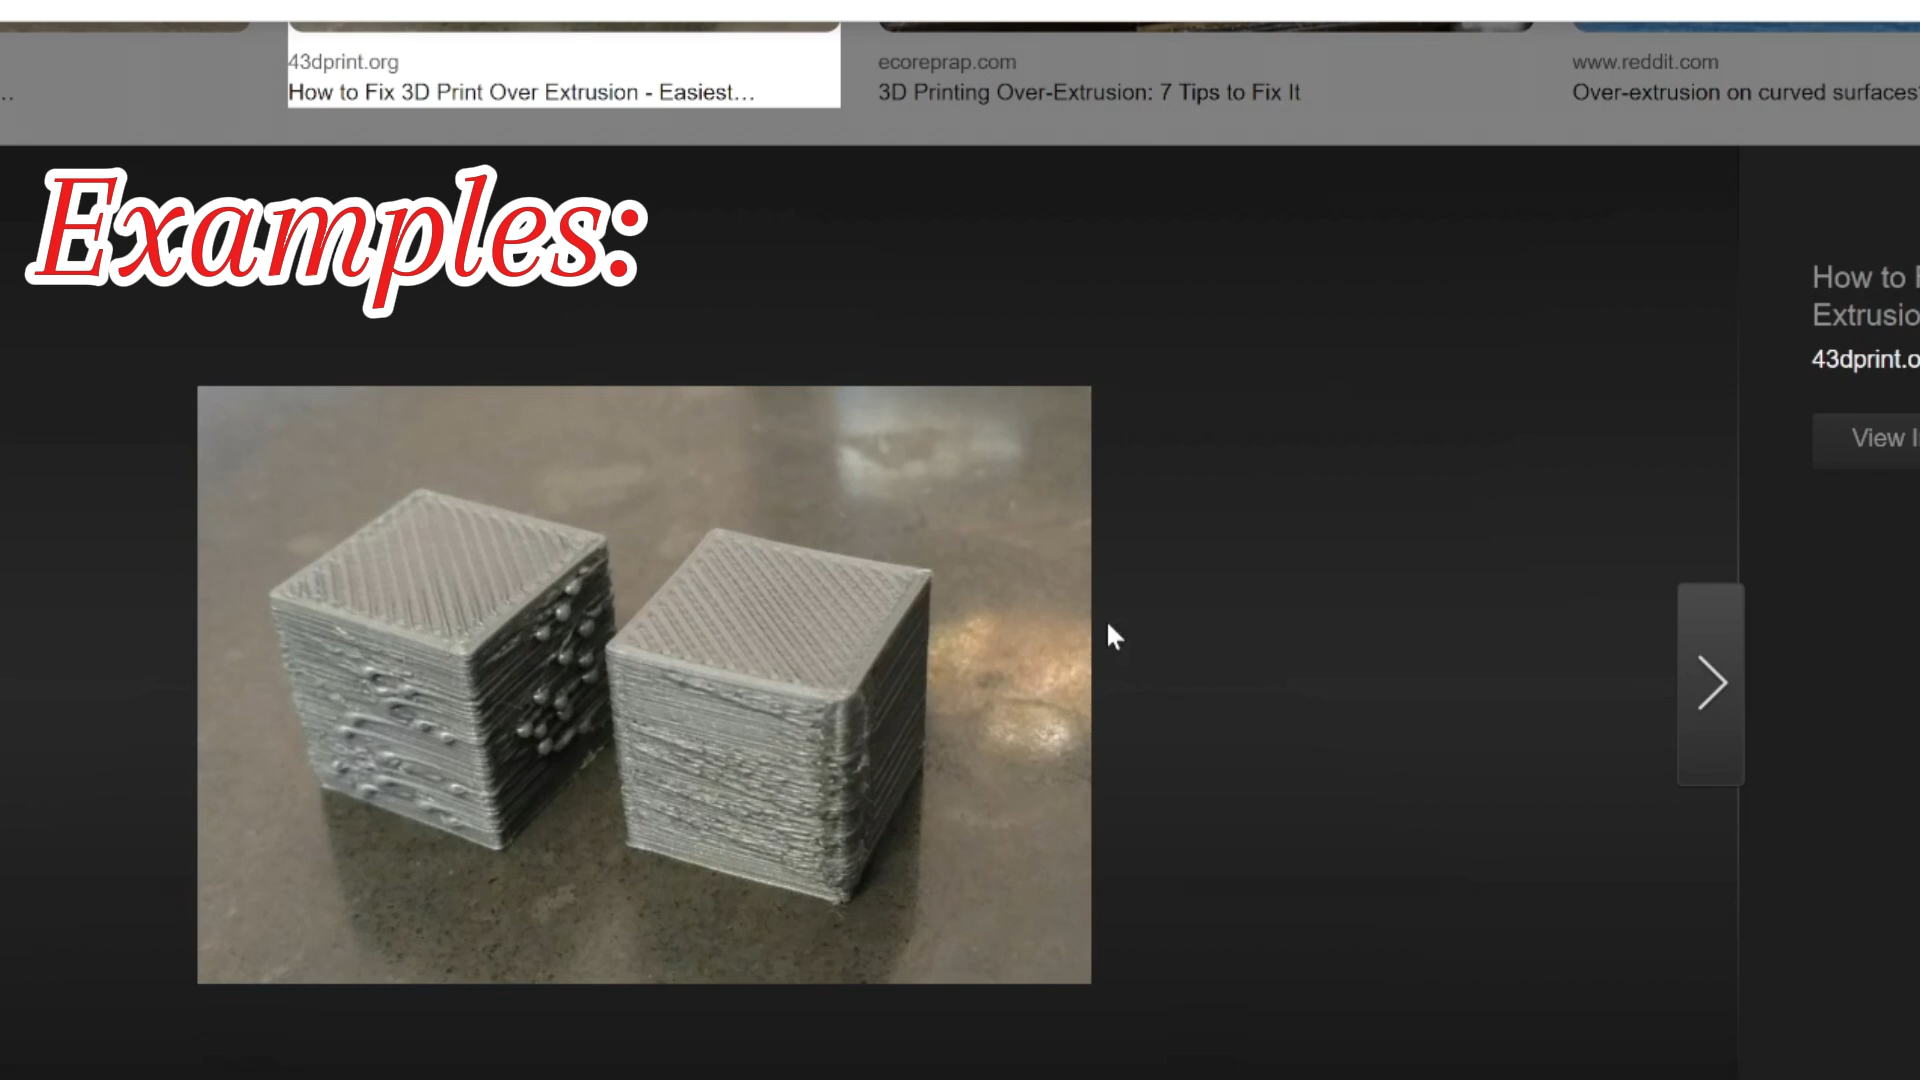 43dprint.org
How to Fix 3D Print Over Extrusion - Easiest...
ecoreprap.com
3D Printing Over-Extrusion: 7 Tips to Fix It
www.reddit.com
Over-extrusion on curved surfaces
...
Examples:
How to
Extrusio
43dprint.o
View